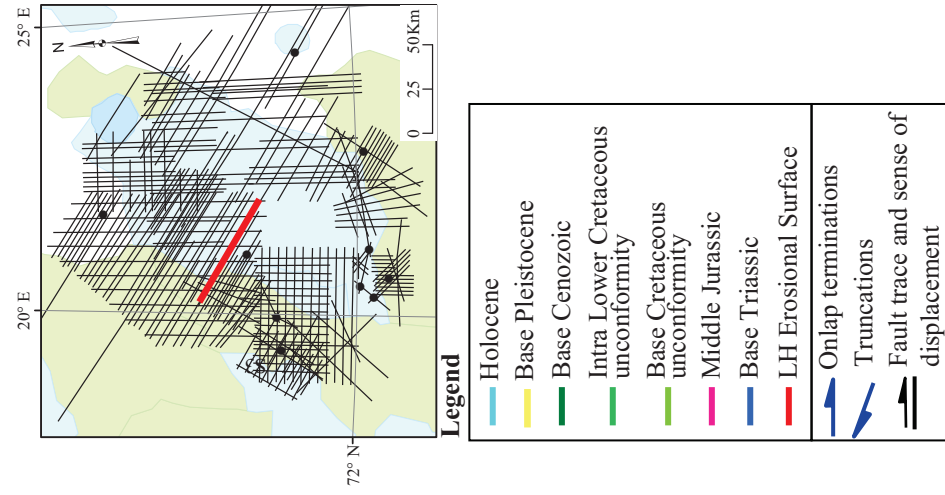 25° E
N
50Km
25
0
20° E
72° N
Legend
Holocene
Base Pleistocene
Base Cenozoic
Intra Lower Cretaceous
unconformity
Base Cretaceous
unconformity
Middle Jurassic
Base Triassic
LH Erosional Surface
Onlap terminations
Truncations
Fault trace and sense of
displacement